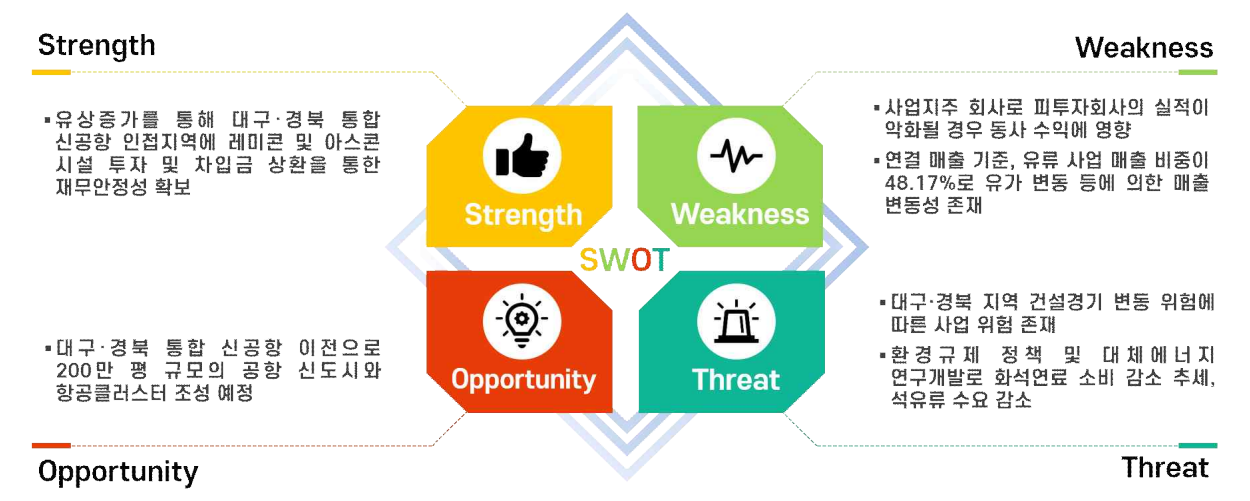 Strength
▪유상증가를 통해 대구·경북 통합
신공항 인접지역에 레미콘 및 아스콘
시설 투자 및 차입금 상환을 통한
재무안정성 확보
Weakness
▪사업지주 회사로 피투자회사의 실적이
악화될 경우 동사 수익에 영향
▪연결 매출 기준, 유류 사업 매출 비중이
48.17%로 유가 변동 등에 의한 매출
변동성 존재
Strength
Weakness
SWOT
Opportunity
Threat
▪대구·경북 통합 신공항 이전으로
200만 평 규모의 공항 신도시와
항공클러스터 조성 예정
Opportunity
▪대구·경북 지역 건설경기 변동 위험에
따른 사업 위험 존재
▪환경규제 정책 및 대체에너지
연구개발로 화석연료 소비 감소 추세,
석유류 수요 감소
Threat